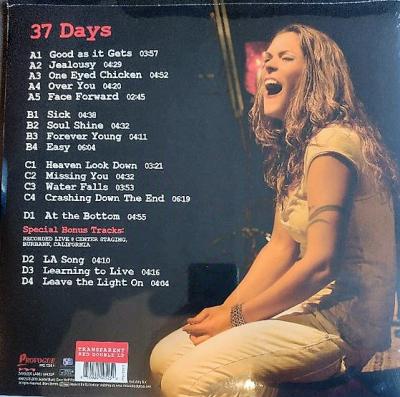 37 Days
A1 Good as it Gets 03:57
A2 Jealousy 04:29
A3 One Eyed Chicken 04:52
A4 Over You 04:20
A5 Face Forward 02:45
B1 Sick 04:38
B2 Soul Shine 04:32
B3 Forever Young 04:11
B4 Easy 06:04
C1 Heaven Look Down 03:21
C2 Missing You 04:32
C3 Water Falls 03:53
C4 Crashing Down The End 06:19
D1 At the Bottom 04:55
Special Bonus Tracks:
RECORDED LIVE @ CENTER STAGING,
BURBANK, CALIFORNIA
D2 LA Song 04:10
D3 Learning to Live 04:16
D4 Leave the Light On 04:04
TRANSPARENT
RED DOUBLE LP
PROVOGUE